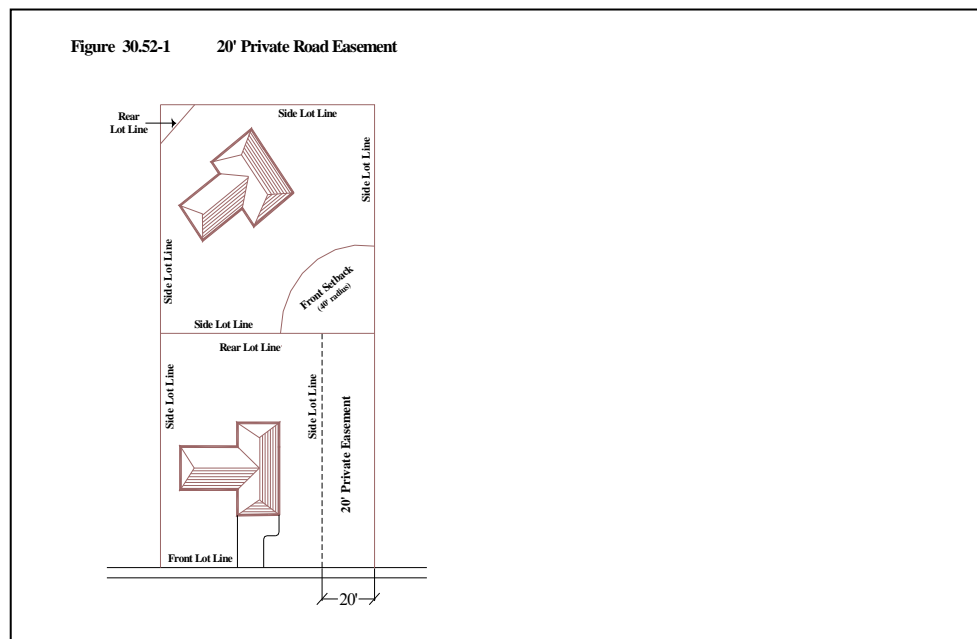 Figure 30.52-1 20' Private Road Easement
Rear
Lot Line
Side Lot Line
Side Lot Line
Side Lot Line
Front Setback
(40' radius)
Side Lot Line
Rear Lot Line
Side Lot Line
Side Lot Line
20' Private Easement
Front Lot Line
20'